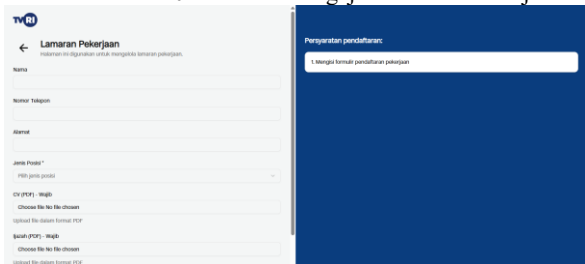 TVRI
Lamaran Pekerjaan
Halaman ini digunakan untuk mengelola lamaran pekerjaan.
Nama
Nomor Telepon
Alamat
Jenis Posisi *
Pilih jenis posisi
CV (PDF) - Wajib
Choose file No file chosen
Upload file dalam format PDF
Ijazah (PDF) - Wajib
Choose file No file chosen
Upload file dalam format PDF
Persyaratan pendaftaran:
1. Mengisi formulir pendaftaran pekerjaan